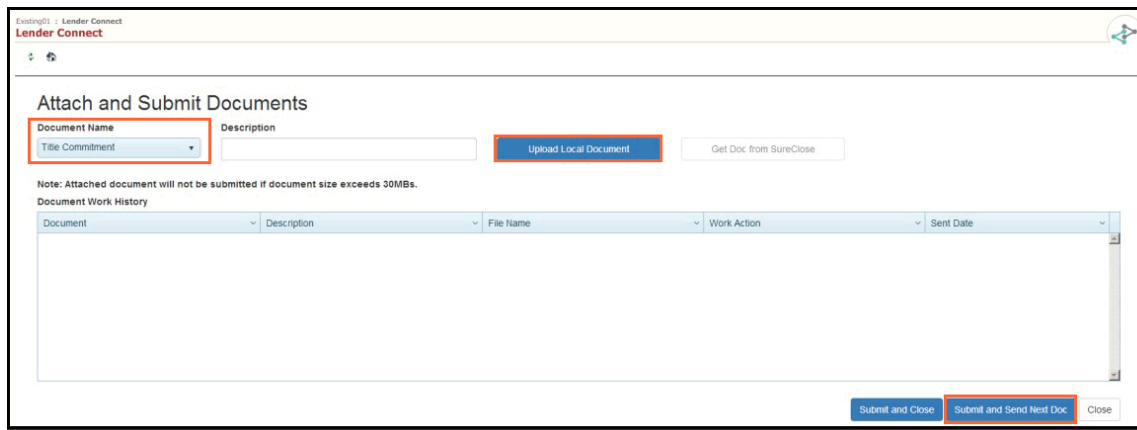 Existing01 : Lender Connect
Lender Connect
Attach and Submit Documents
Document Name Description
Title Commitment Upload Local Document Get Doc from SureClose
Note: Attached document will not be submitted if document size exceeds 30MBs.
Document Work History
Document Description File Name Work Action Sent Date
Submit and Close Submit and Send Next Doc Close